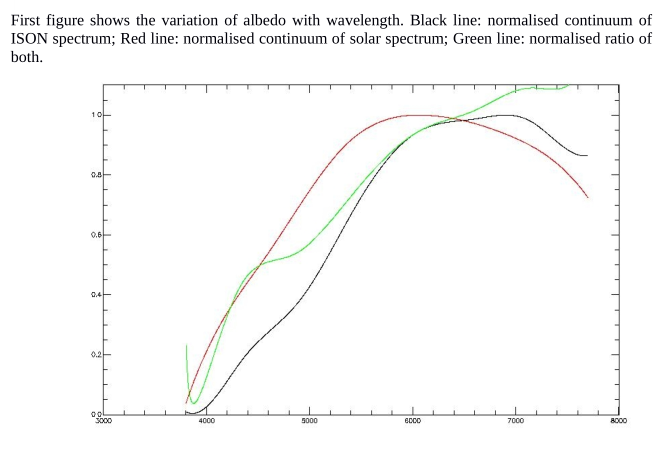 First figure shows the variation of albedo with wavelength. Black line: normalised continuum of
ISON spectrum; Red line: normalised continuum of solar spectrum; Green line: normalised ratio of
both.
1.0
0.8
0.6
0.4
0.2
0.0
3000 4000 5000 6000 7000 8000